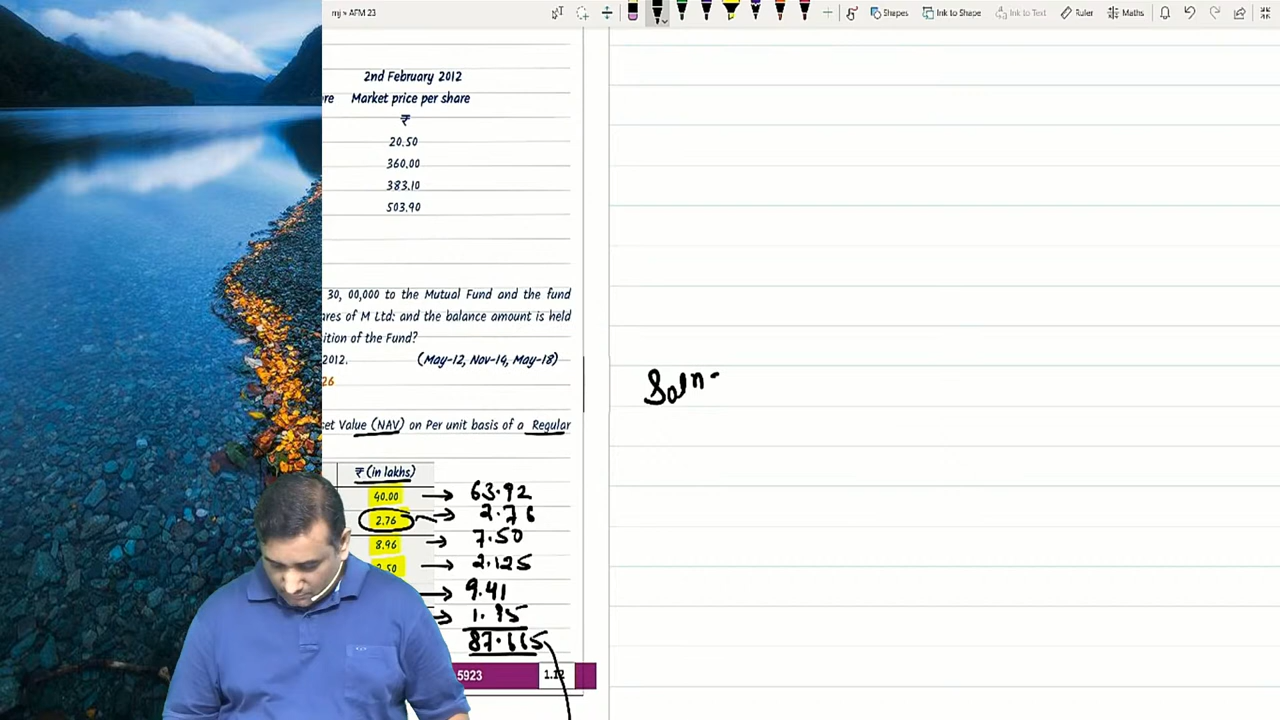 mj » AFM 23
Shapes
Ink to Shape
Ink to Text
Ruler
Maths
2nd February 2012
re Market price per share
₹
20.50
360.00
383.10
503.90
30, 00,000 to the Mutual Fund and the fund
ares of M Ltd: and the balance amount is held
ition of the Fund?
2012. (May-12, Nov-14, May-18)
26
et Value (NAV) on Per unit basis of a Regular
₹ (in lakhs)
40.00 → 63.92
2.76 → 2.76
8.96 → 7.50
.50 → 2.125
→ 9.41
→ 1.95
87.665
5923
Soln-